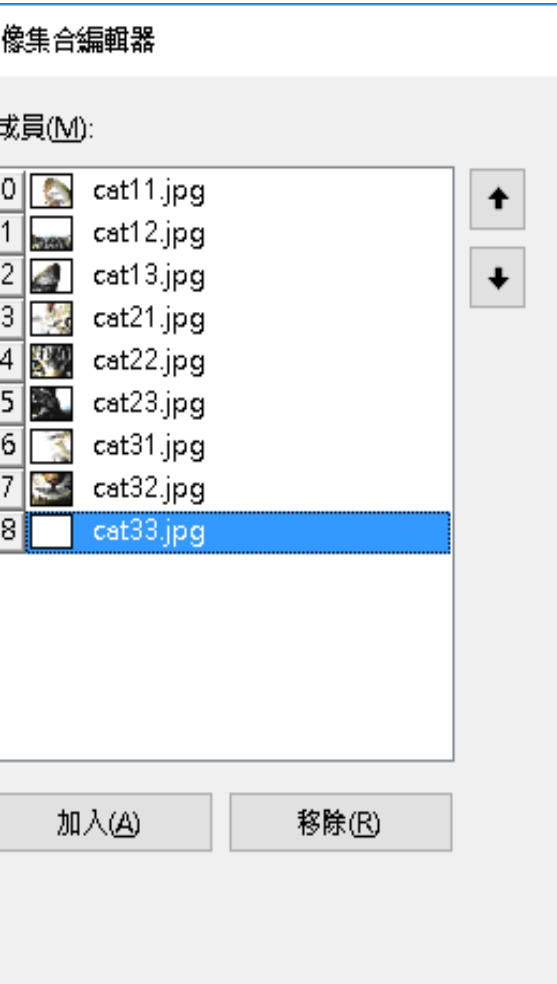 像集合編輯器
成員(M):
0 cat11.jpg
1 cat12.jpg
2 cat13.jpg
3 cat21.jpg
4 cat22.jpg
5 cat23.jpg
6 cat31.jpg
7 cat32.jpg
8 cat33.jpg
加入(A) 移除(R)